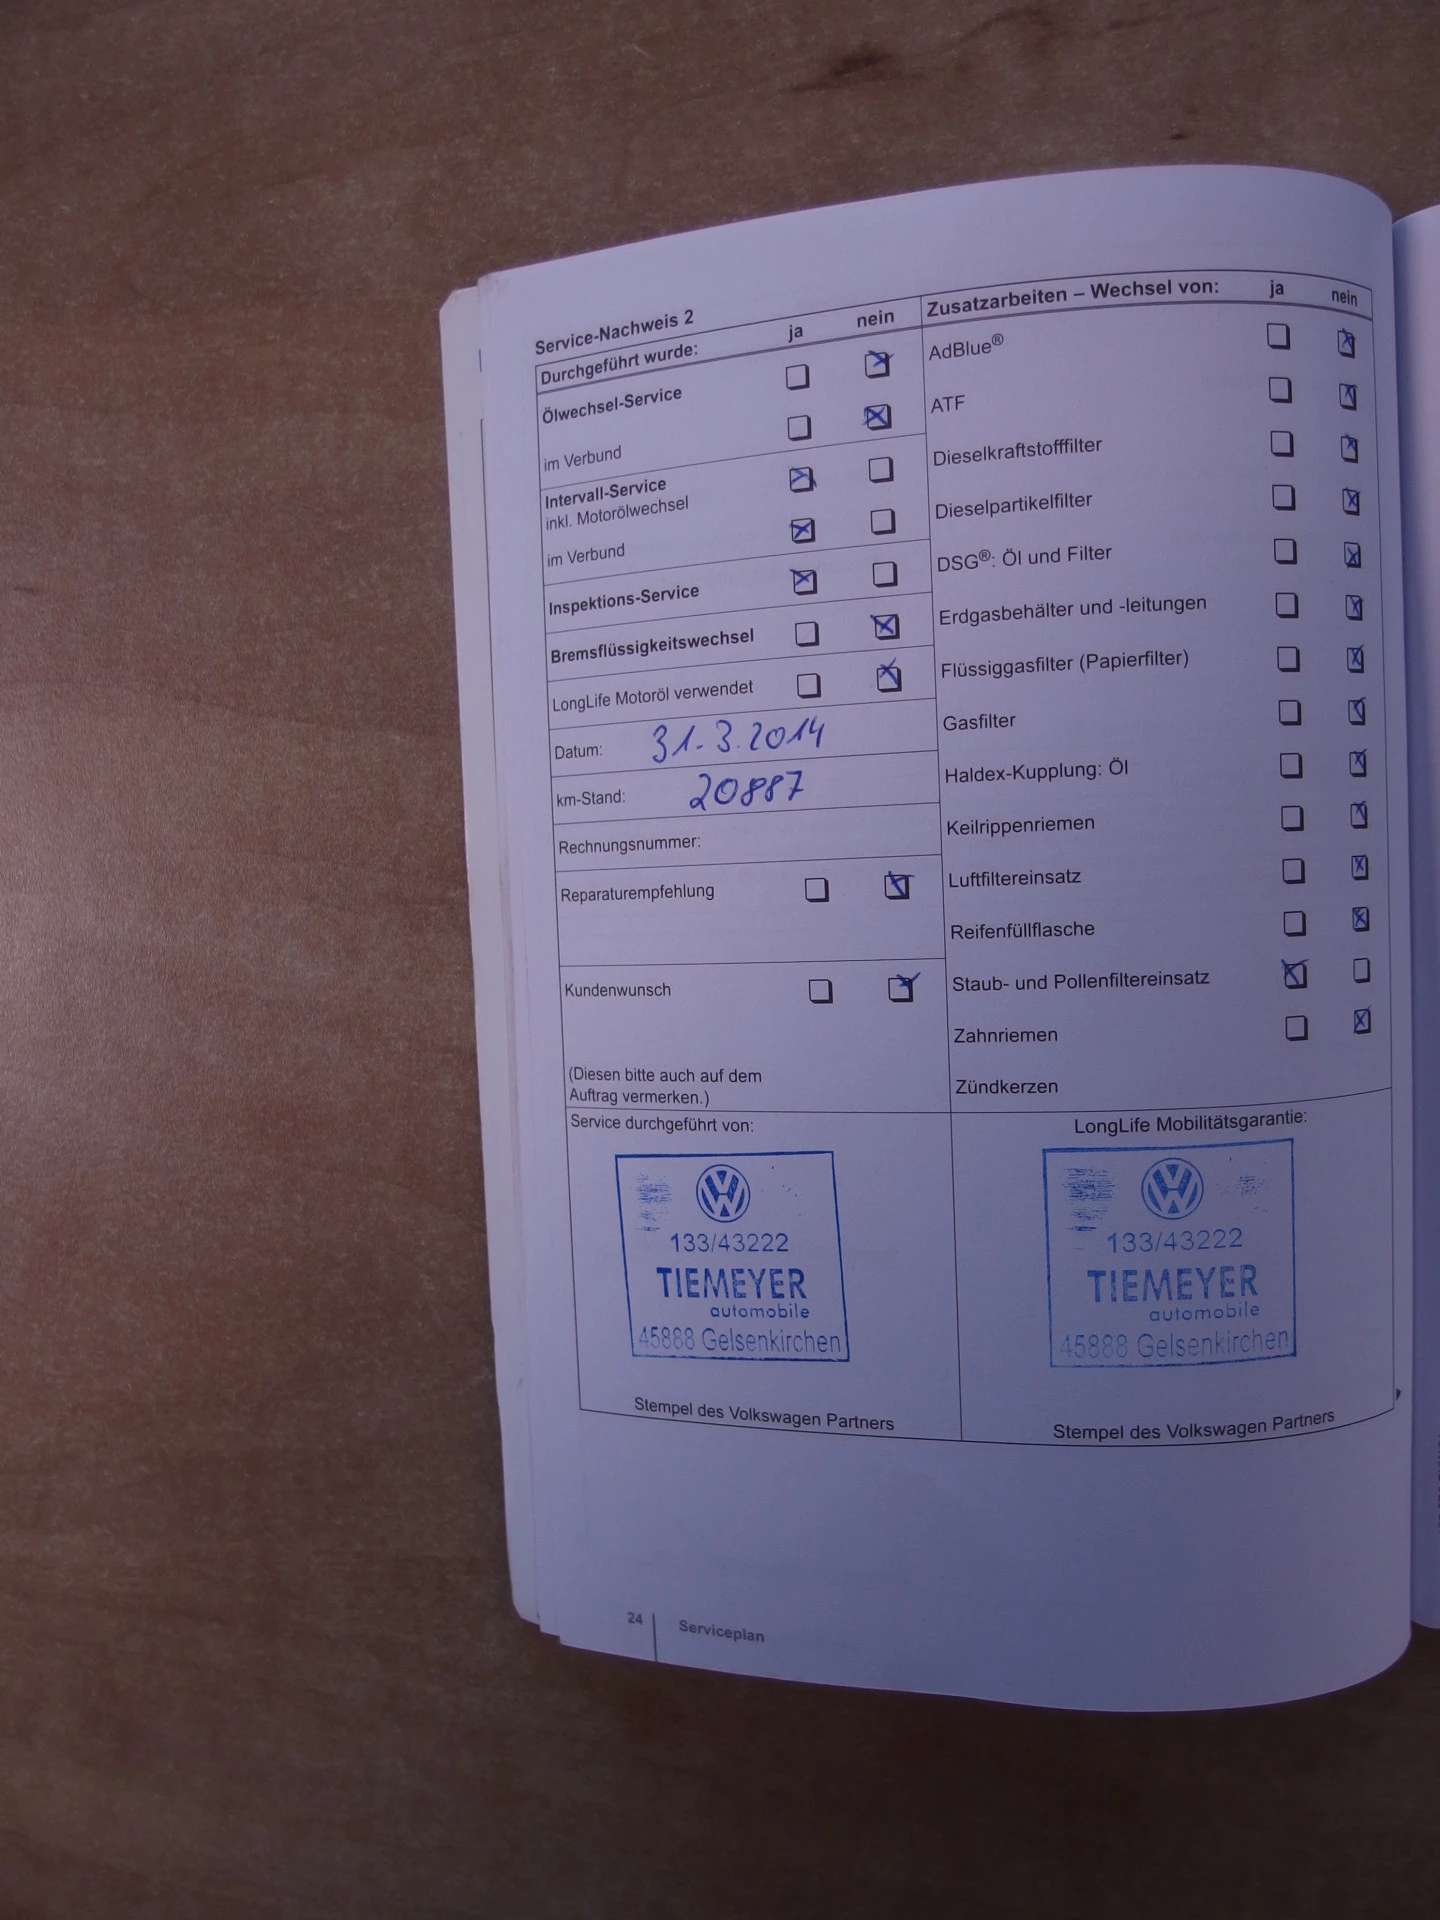 Service-Nachweis 2
Durchgeführt wurde: ja nein
Ölwechsel-Service
im Verbund
Intervall-Service
inkl. Motorölwechsel
im Verbund
Inspektions-Service
Bremsflüssigkeitswechsel
LongLife Motoröl verwendet
Datum: 31.3.2014
km-Stand: 20887
Rechnungsnummer:
Reparaturempfehlung
Kundenwunsch
(Diesen bitte auch auf dem
Auftrag vermerken.)
Zusatzarbeiten – Wechsel von: ja nein
AdBlue®
ATF
Dieselkraftstofffilter
Dieselpartikelfilter
DSG®: Öl und Filter
Erdgasbehälter und -leitungen
Flüssiggasfilter (Papierfilter)
Gasfilter
Haldex-Kupplung: Öl
Keilrippenriemen
Luftfiltereinsatz
Reifenfüllflasche
Staub- und Pollenfiltereinsatz
Zahnriemen
Zündkerzen
Service durchgeführt von:
133/43222
TIEMEYER
automobile
45888 Gelsenkirchen
Stempel des Volkswagen Partners
LongLife Mobilitätsgarantie:
133/43222
TIEMEYER
automobile
45888 Gelsenkirchen
Stempel des Volkswagen Partners
24 Serviceplan